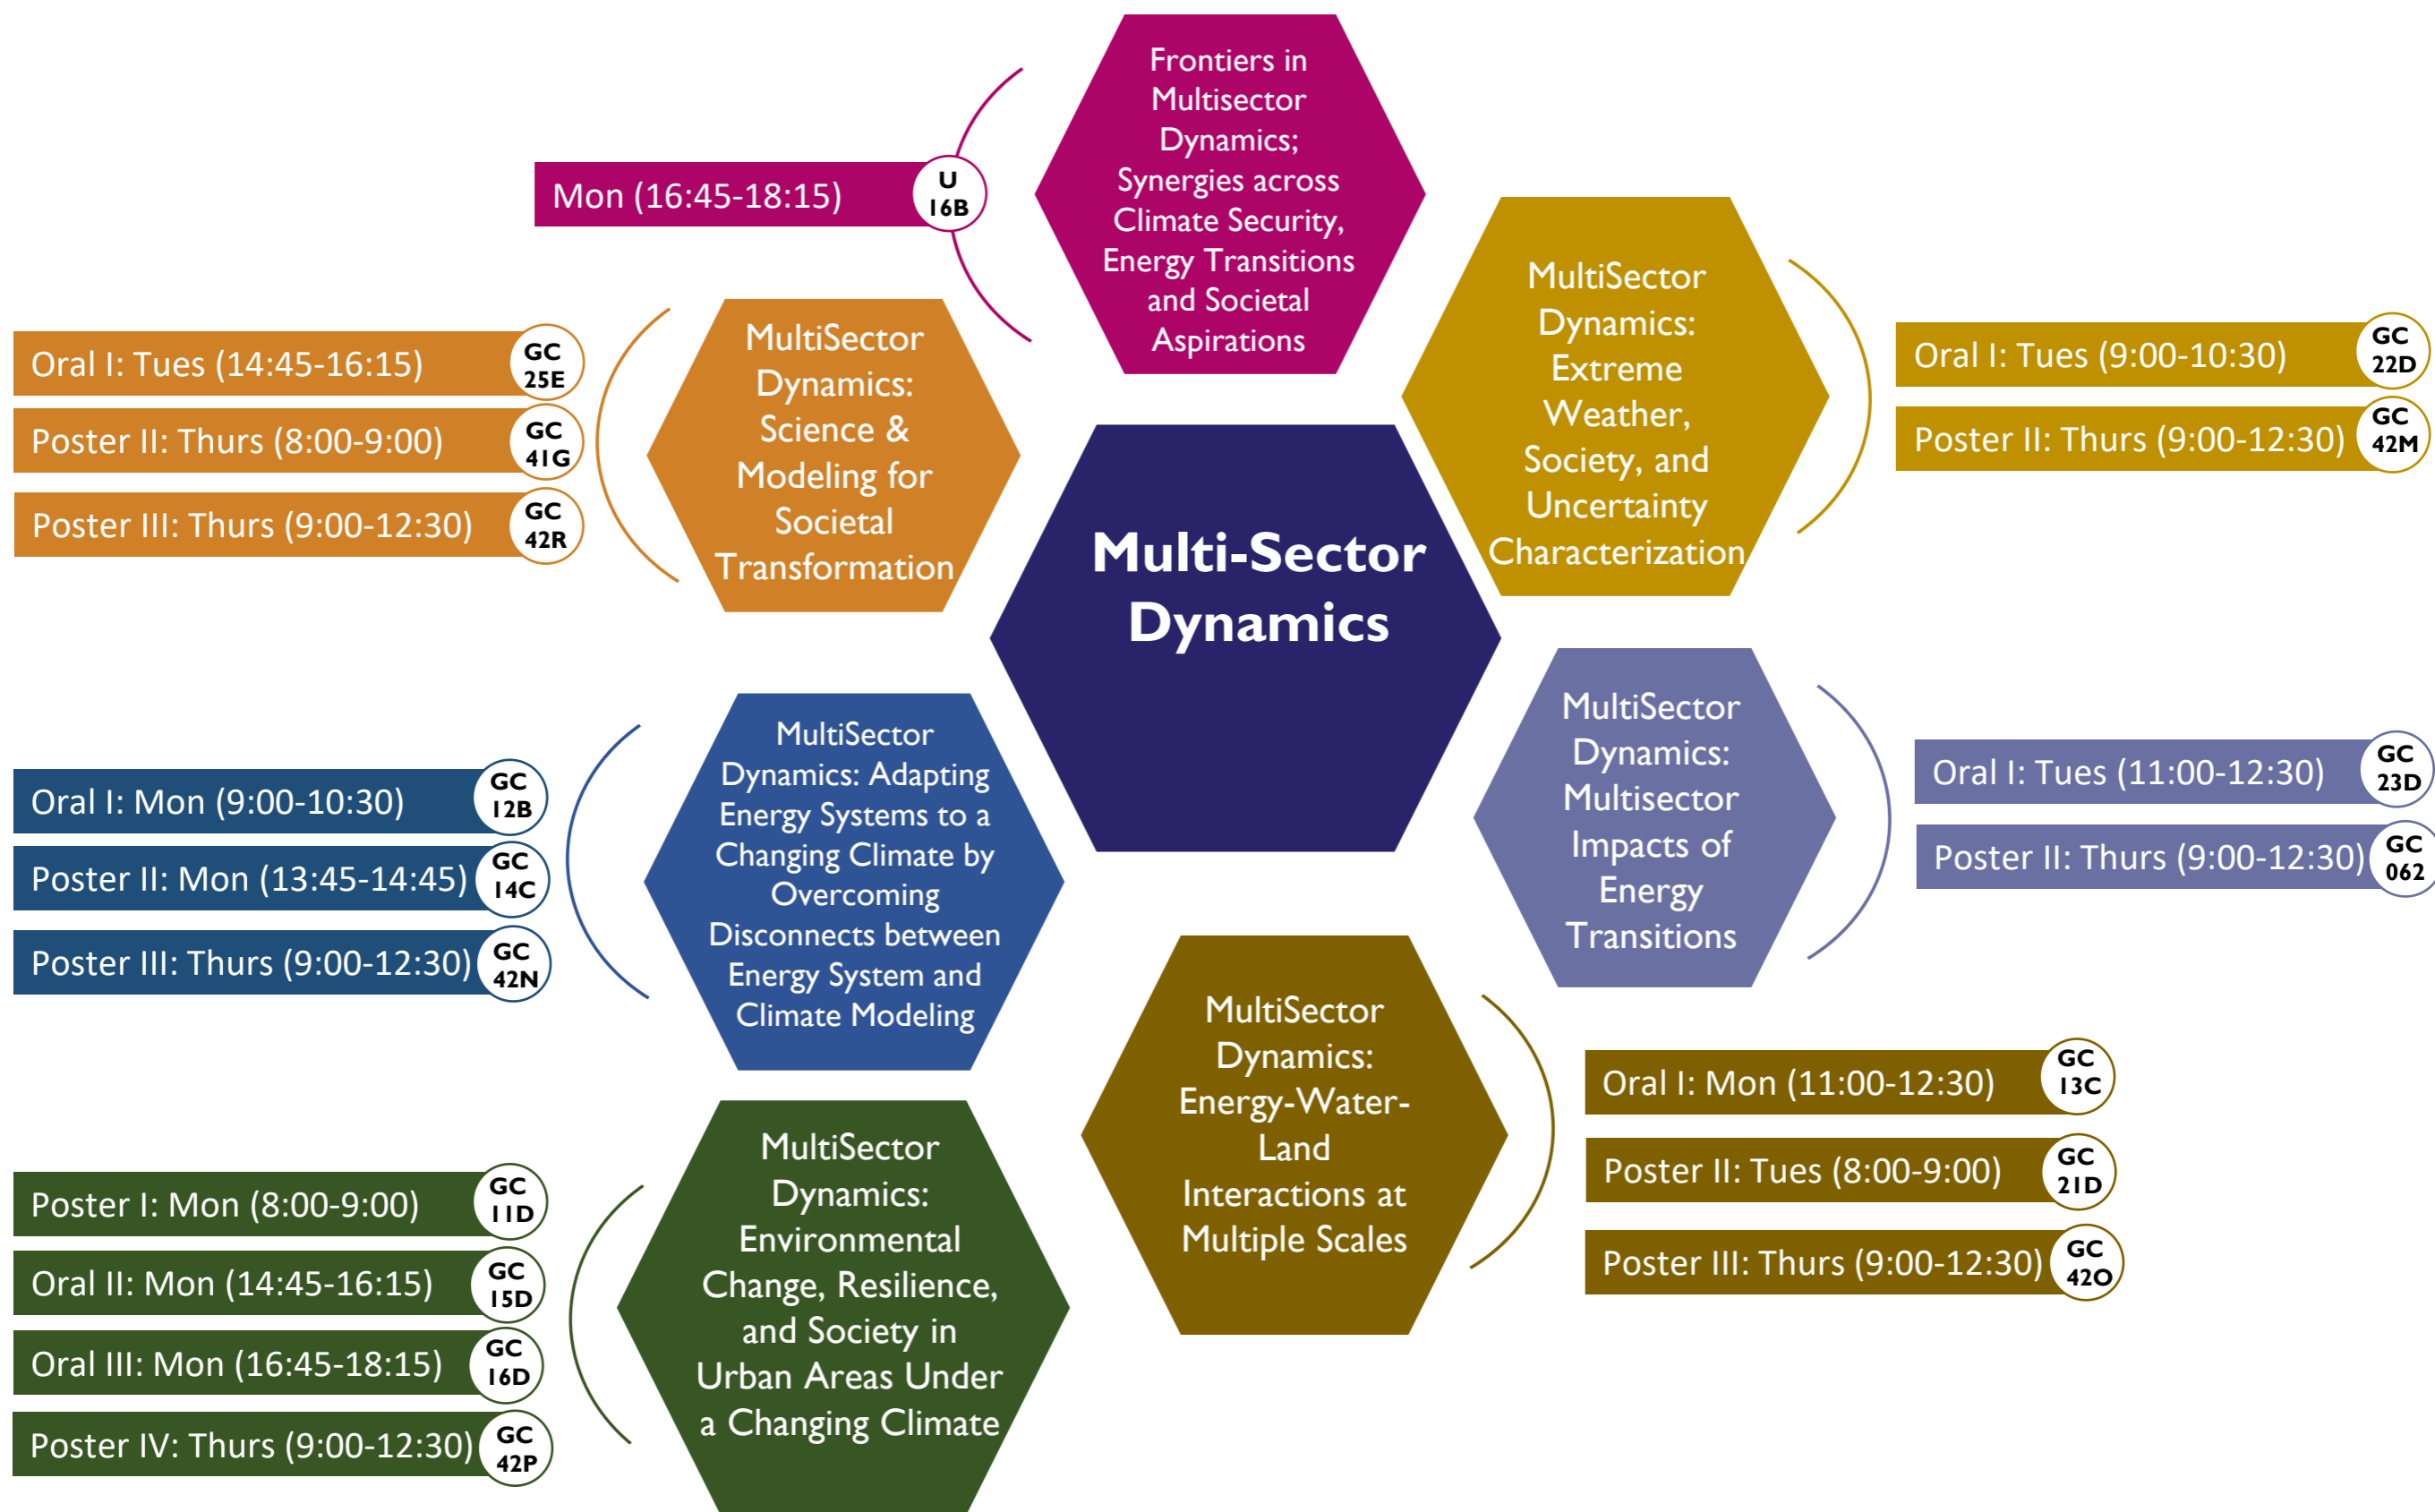 Frontiers in
Multisector
Dynamics;
Synergies across
Climate Security,
Energy Transitions
and Societal
Aspirations
Mon (16:45-18:15)
U
16B
MultiSector
Dynamics:
Science &
Modeling for
Societal
Transformation
Oral I: Tues (14:45-16:15)
GC
25E
Poster II: Thurs (8:00-9:00)
GC
41G
Poster III: Thurs (9:00-12:30)
GC
42R
MultiSector
Dynamics:
Extreme
Weather,
Society, and
Uncertainty
Characterization
Oral I: Tues (9:00-10:30)
GC
22D
Poster II: Thurs (9:00-12:30)
GC
42M
Multi-Sector
Dynamics
MultiSector
Dynamics: Adapting
Energy Systems to a
Changing Climate by
Overcoming
Disconnects between
Energy System and
Climate Modeling
Oral I: Mon (9:00-10:30)
GC
12B
Poster II: Mon (13:45-14:45)
GC
14C
Poster III: Thurs (9:00-12:30)
GC
42N
MultiSector
Dynamics:
Multisector
Impacts of
Energy
Transitions
Oral I: Tues (11:00-12:30)
GC
23D
Poster II: Thurs (9:00-12:30)
GC
062
MultiSector
Dynamics:
Energy-Water-
Land
Interactions at
Multiple Scales
Oral I: Mon (11:00-12:30)
GC
13C
Poster II: Tues (8:00-9:00)
GC
21D
Poster III: Thurs (9:00-12:30)
GC
42O
MultiSector
Dynamics:
Environmental
Change, Resilience,
and Society in
Urban Areas Under
a Changing Climate
Poster I: Mon (8:00-9:00)
GC
11D
Oral II: Mon (14:45-16:15)
GC
15D
Oral III: Mon (16:45-18:15)
GC
16D
Poster IV: Thurs (9:00-12:30)
GC
42P